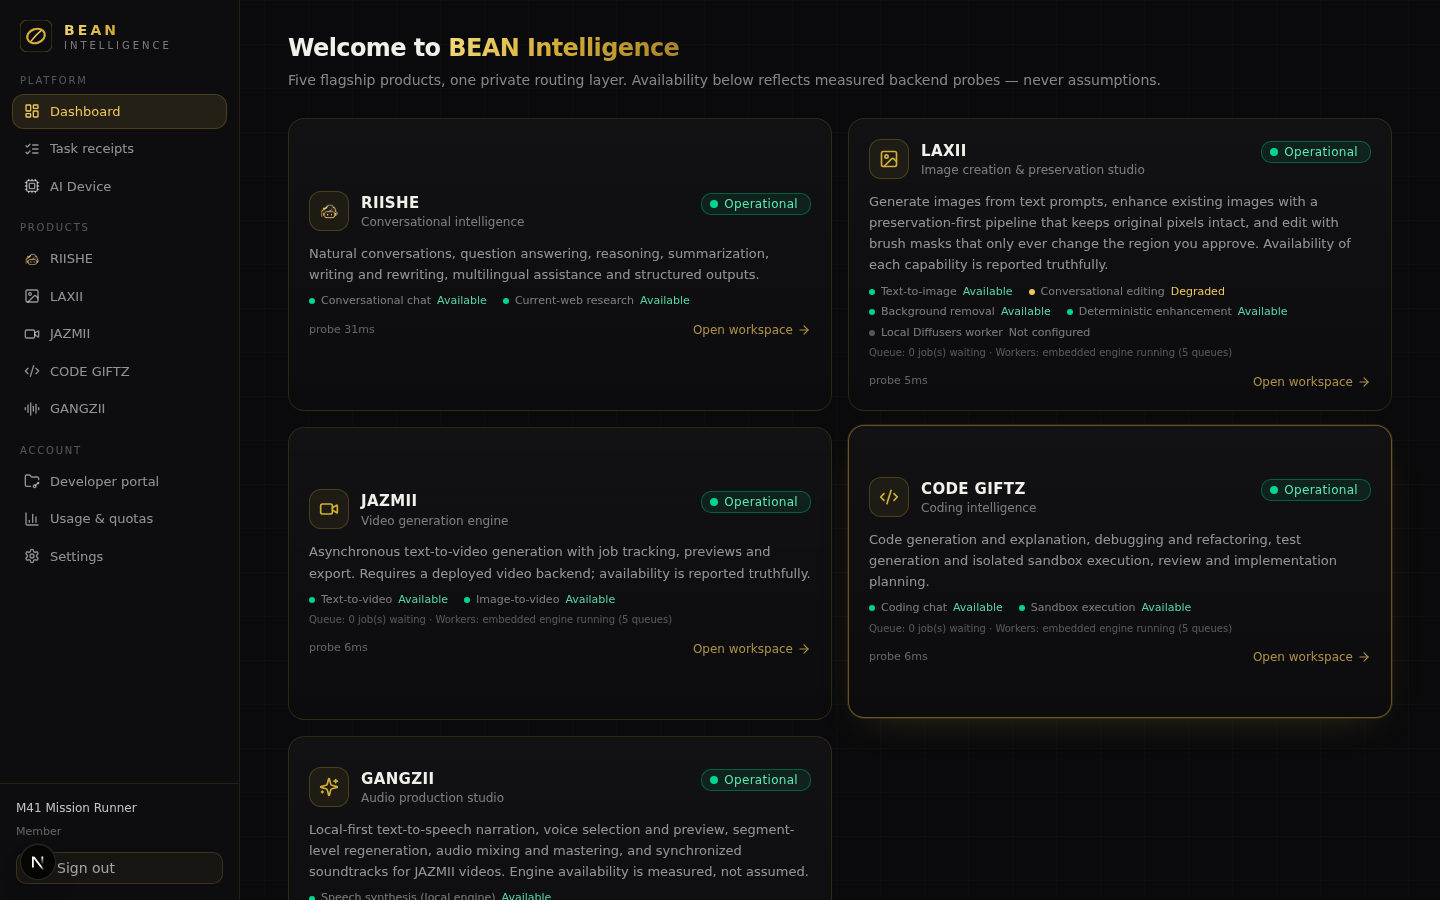 BEAN
INTELLIGENCE
PLATFORM
Dashboard
Task receipts
AI Device
PRODUCTS
RIISHE
LAXII
JAZMII
CODE GIFTZ
GANGZII
ACCOUNT
Developer portal
Usage & quotas
Settings
M41 Mission Runner
Member
N
Sign out
Welcome to BEAN Intelligence
Five flagship products, one private routing layer. Availability below reflects measured backend probes — never assumptions.
RIISHE
Operational
Conversational intelligence
Natural conversations, question answering, reasoning, summarization,
writing and rewriting, multilingual assistance and structured outputs.
Conversational chat Available Current-web research Available
probe 31ms
Open workspace →
LAXII
Operational
Image creation & preservation studio
Generate images from text prompts, enhance existing images with a
preservation-first pipeline that keeps original pixels intact, and edit with
brush masks that only ever change the region you approve. Availability of
each capability is reported truthfully.
Text-to-image Available Conversational editing Degraded
Background removal Available Deterministic enhancement Available
Local Diffusers worker Not configured
Queue: 0 job(s) waiting · Workers: embedded engine running (5 queues)
probe 5ms
Open workspace →
JAZMII
Operational
Video generation engine
Asynchronous text-to-video generation with job tracking, previews and
export. Requires a deployed video backend; availability is reported truthfully.
Text-to-video Available Image-to-video Available
Queue: 0 job(s) waiting · Workers: embedded engine running (5 queues)
probe 6ms
Open workspace →
CODE GIFTZ
Operational
Coding intelligence
Code generation and explanation, debugging and refactoring, test
generation and isolated sandbox execution, review and implementation
planning.
Coding chat Available Sandbox execution Available
Queue: 0 job(s) waiting · Workers: embedded engine running (5 queues)
probe 6ms
Open workspace →
GANGZII
Operational
Audio production studio
Local-first text-to-speech narration, voice selection and preview, segment-
level regeneration, audio mixing and mastering, and synchronized
soundtracks for JAZMII videos. Engine availability is measured, not assumed.
Speech synthesis (local engine) Available